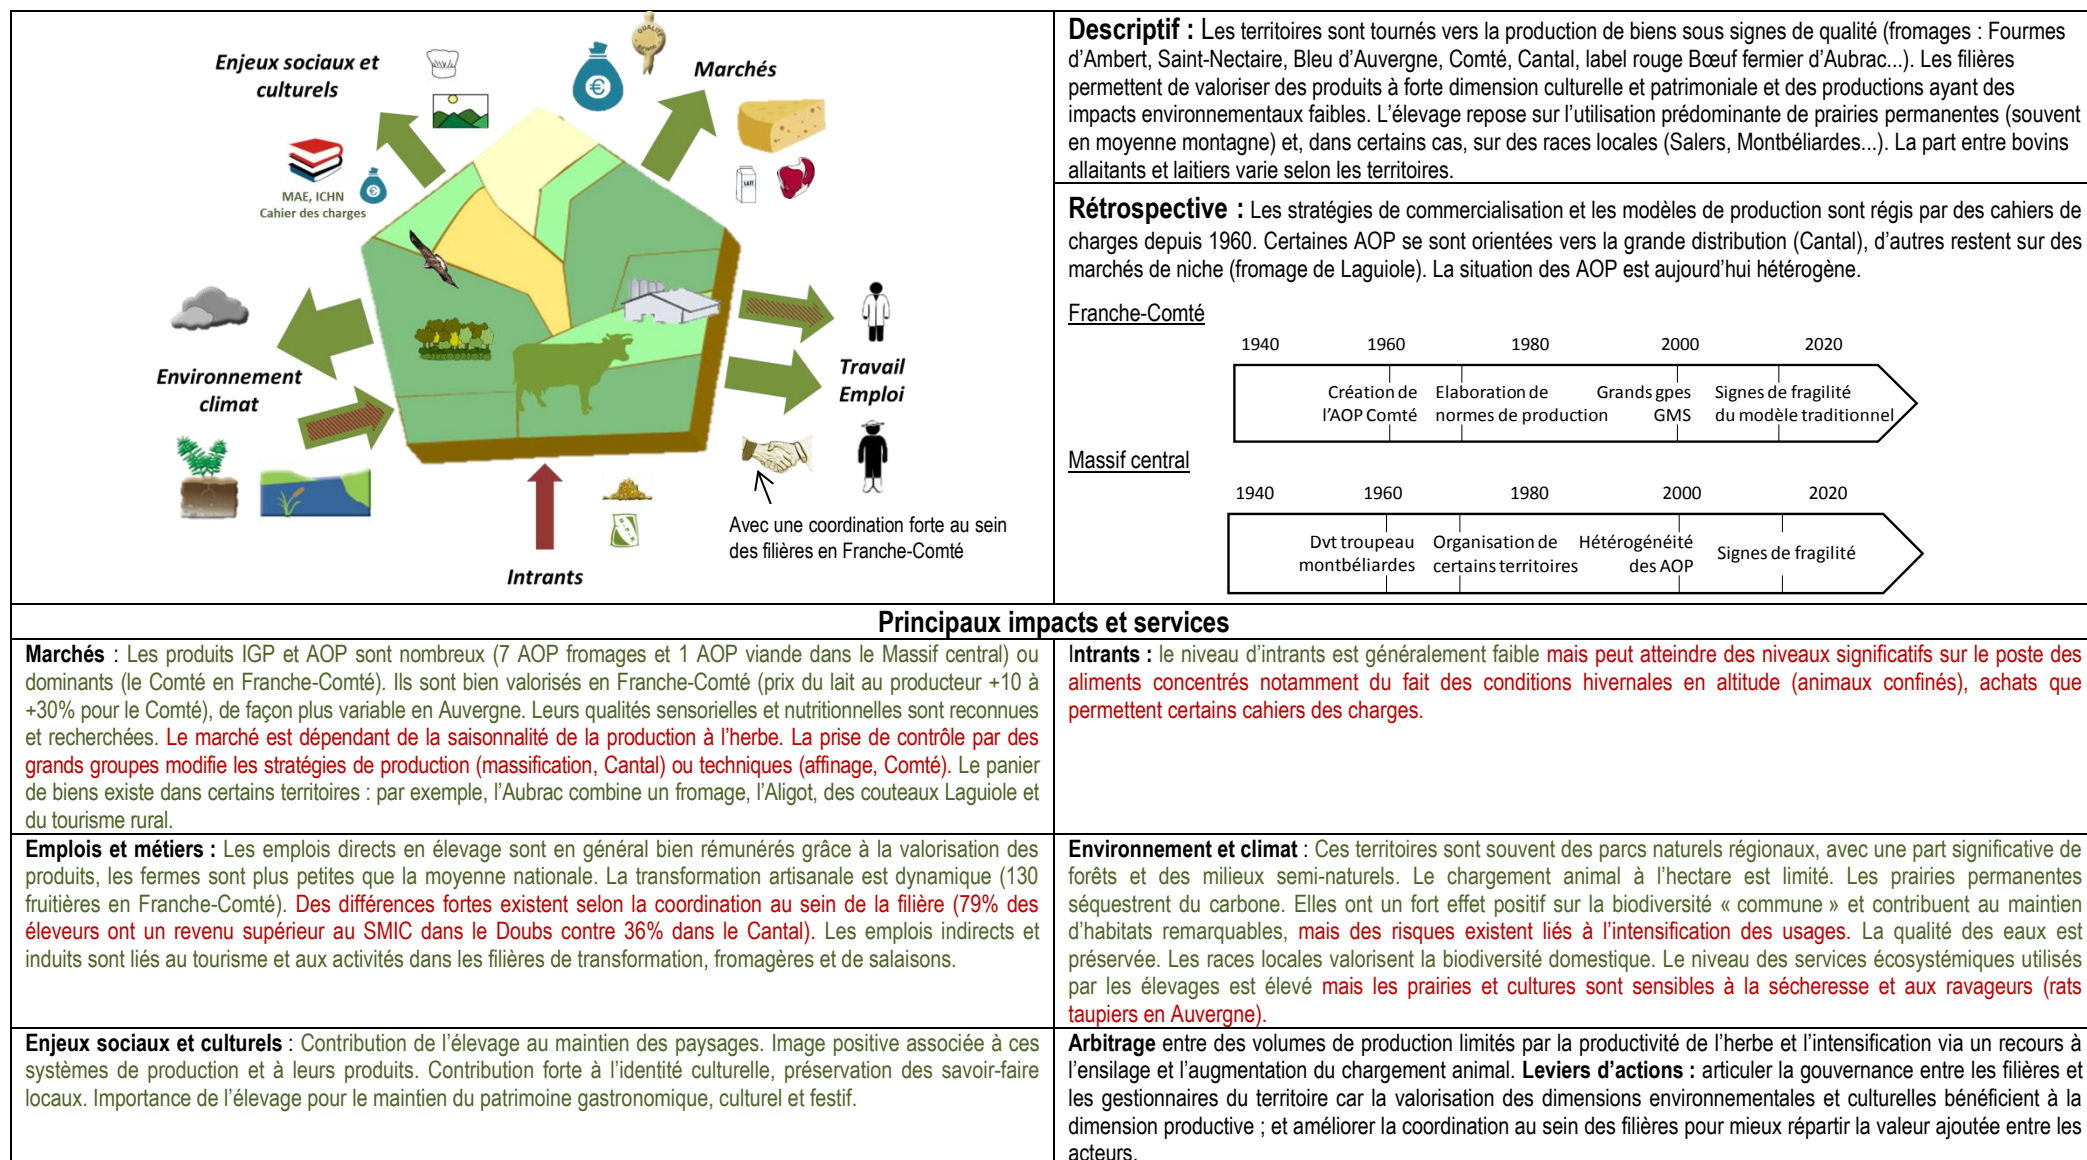 Enjeux sociaux et
culturels
Marchés
QUALITÉ
LAIT
MAE, ICHN
Cahier des charges
Environnement
climat
Travail
Emploi
Avec une coordination forte au sein
des filières en Franche-Comté
Intrants
Descriptif : Les territoires sont tournés vers la production de biens sous signes de qualité (fromages : Fourmes
d’Ambert, Saint-Nectaire, Bleu d’Auvergne, Comté, Cantal, label rouge Bœuf fermier d’Aubrac...). Les filières
permettent de valoriser des produits à forte dimension culturelle et patrimoniale et des productions ayant des
impacts environnementaux faibles. L’élevage repose sur l’utilisation prédominante de prairies permanentes (souvent
en moyenne montagne) et, dans certains cas, sur des races locales (Salers, Montbéliardes...). La part entre bovins
allaitants et laitiers varie selon les territoires.
Rétrospective : Les stratégies de commercialisation et les modèles de production sont régis par des cahiers de
charges depuis 1960. Certaines AOP se sont orientées vers la grande distribution (Cantal), d’autres restent sur des
marchés de niche (fromage de Laguiole). La situation des AOP est aujourd’hui hétérogène.
Franche-Comté
1940 1960 1980 2000 2020
Création de Elaboration de Grands gpes Signes de fragilité
l’AOP Comté normes de production GMS du modèle traditionnel
Massif central
1940 1960 1980 2000 2020
Dvt troupeau Organisation de Hétérogénéité Signes de fragilité
montbéliardes certains territoires des AOP
Principaux impacts et services
Marchés : Les produits IGP et AOP sont nombreux (7 AOP fromages et 1 AOP viande dans le Massif central) ou
dominants (le Comté en Franche-Comté). Ils sont bien valorisés en Franche-Comté (prix du lait au producteur +10 à
+30% pour le Comté), de façon plus variable en Auvergne. Leurs qualités sensorielles et nutritionnelles sont reconnues
et recherchées. Le marché est dépendant de la saisonnalité de la production à l’herbe. La prise de contrôle par des
grands groupes modifie les stratégies de production (massification, Cantal) ou techniques (affinage, Comté). Le panier
de biens existe dans certains territoires : par exemple, l’Aubrac combine un fromage, l’Aligot, des couteaux Laguiole et
du tourisme rural.
Intrants : le niveau d’intrants est généralement faible mais peut atteindre des niveaux significatifs sur le poste des
aliments concentrés notamment du fait des conditions hivernales en altitude (animaux confinés), achats que
permettent certains cahiers des charges.
Emplois et métiers : Les emplois directs en élevage sont en général bien rémunérés grâce à la valorisation des
produits, les fermes sont plus petites que la moyenne nationale. La transformation artisanale est dynamique (130
fruitières en Franche-Comté). Des différences fortes existent selon la coordination au sein de la filière (79% des
éleveurs ont un revenu supérieur au SMIC dans le Doubs contre 36% dans le Cantal). Les emplois indirects et
induits sont liés au tourisme et aux activités dans les filières de transformation, fromagères et de salaisons.
Environnement et climat : Ces territoires sont souvent des parcs naturels régionaux, avec une part significative de
forêts et des milieux semi-naturels. Le chargement animal à l’hectare est limité. Les prairies permanentes
séquestrent du carbone. Elles ont un fort effet positif sur la biodiversité « commune » et contribuent au maintien
d’habitats remarquables, mais des risques existent liés à l’intensification des usages. La qualité des eaux est
préservée. Les races locales valorisent la biodiversité domestique. Le niveau des services écosystémiques utilisés
par les élevages est élevé mais les prairies et cultures sont sensibles à la sécheresse et aux ravageurs (rats
taupiers en Auvergne).
Enjeux sociaux et culturels : Contribution de l’élevage au maintien des paysages. Image positive associée à ces
systèmes de production et à leurs produits. Contribution forte à l’identité culturelle, préservation des savoir-faire
locaux. Importance de l’élevage pour le maintien du patrimoine gastronomique, culturel et festif.
Arbitrage entre des volumes de production limités par la productivité de l’herbe et l’intensification via un recours à
l’ensilage et l’augmentation du chargement animal. Leviers d’actions : articuler la gouvernance entre les filières et
les gestionnaires du territoire car la valorisation des dimensions environnementales et culturelles bénéficient à la
dimension productive ; et améliorer la coordination au sein des filières pour mieux répartir la valeur ajoutée entre les
acteurs.